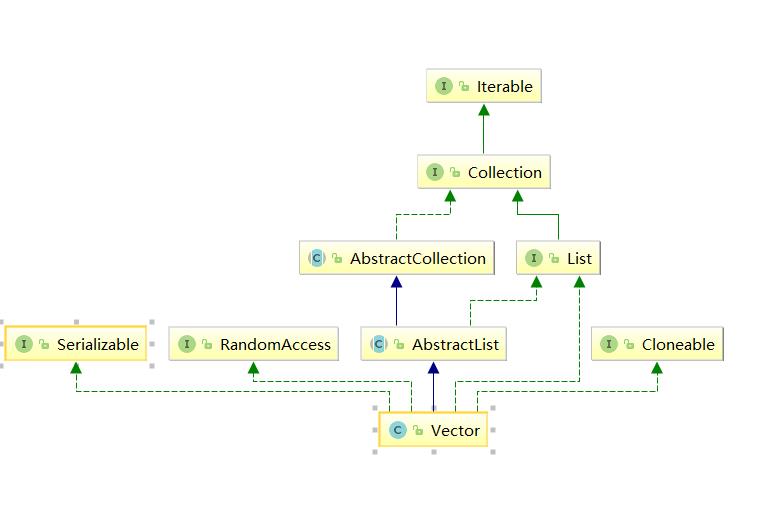 I Iterable
I Collection
C AbstractCollection
I List
I Serializable
I RandomAccess
C AbstractList
I Cloneable
C Vector